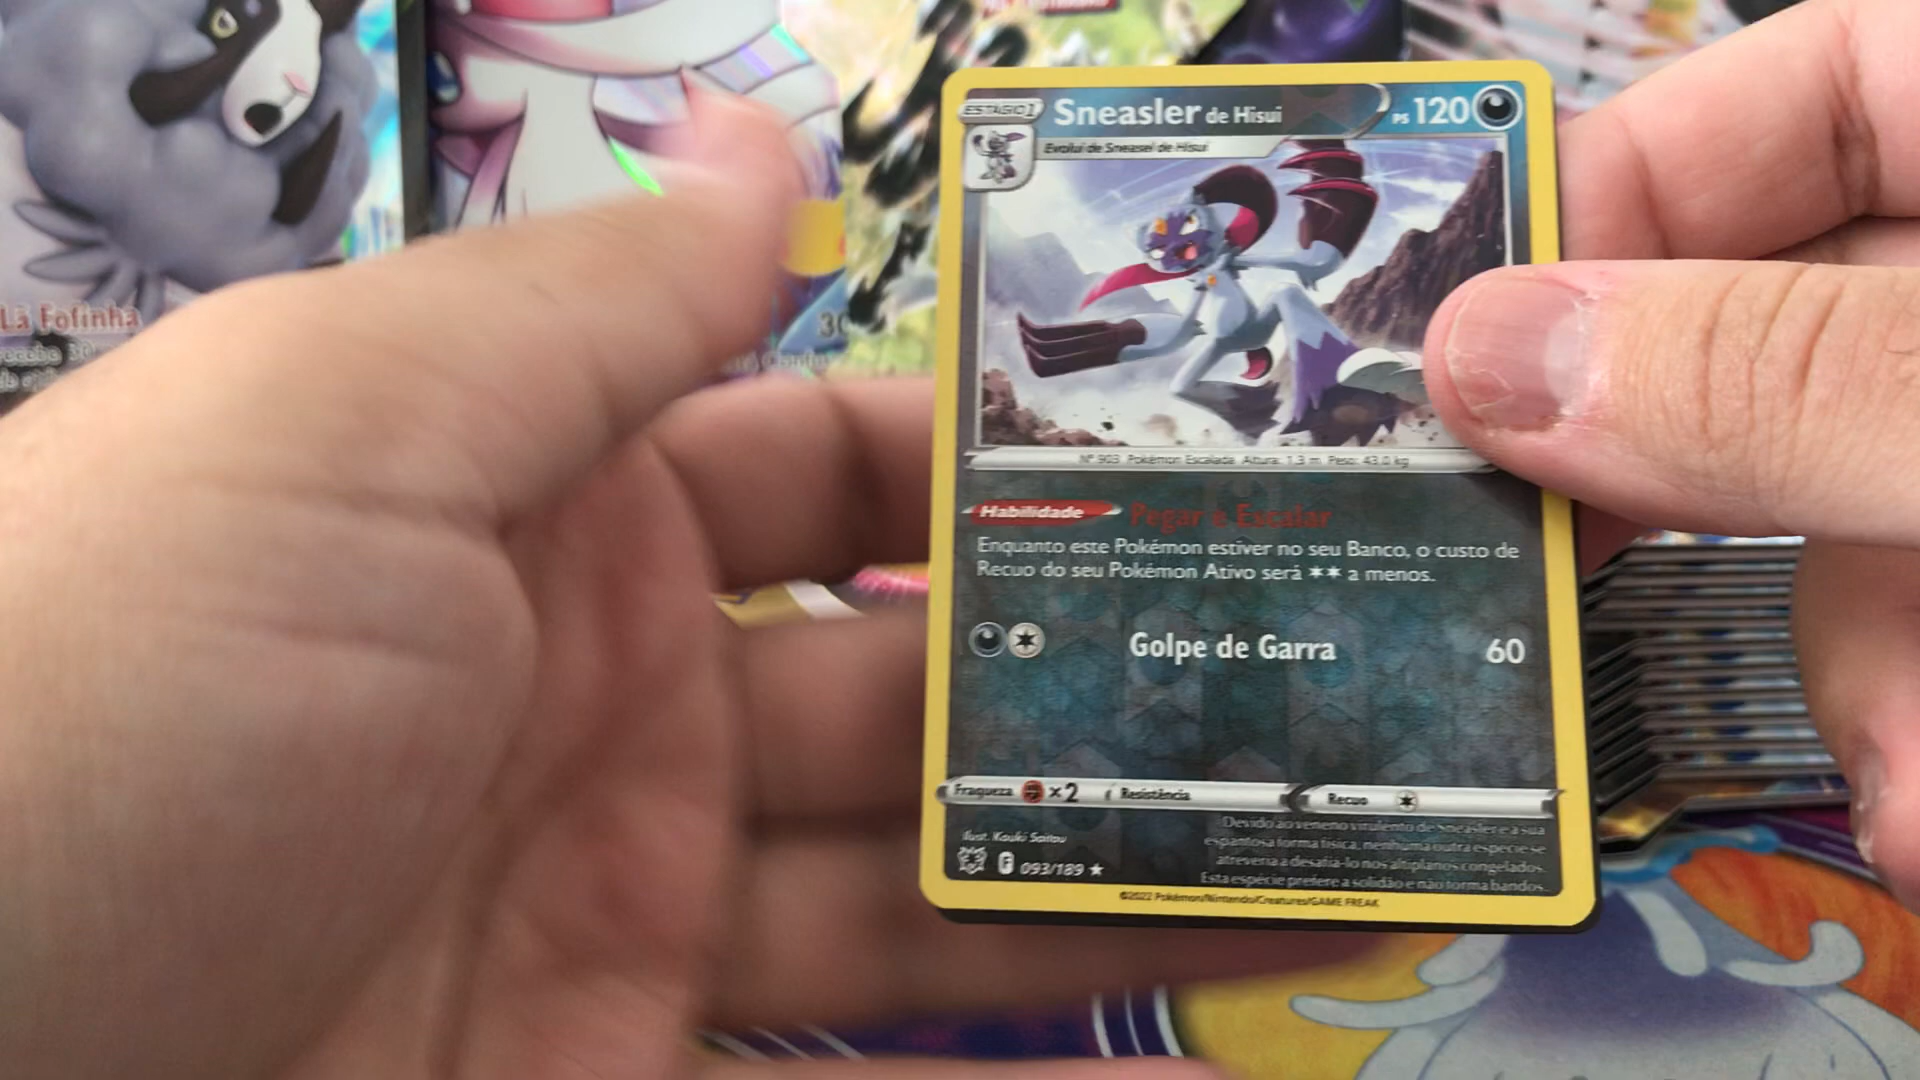 ESTÁGIO 1
Sneasler de Hisui
PS 120
Evolui de Sneasel de Hisui
Lã Fofinha
30
Nº 903 Pokémon Escalada Altura: 1.3 m Peso: 43.0 kg
Habilidade Pegar e Escalar
Enquanto este Pokémon estiver no seu Banco, o custo de
Recuo do seu Pokémon Ativo será ✶✶ a menos.
Golpe de Garra 60
Fraqueza ×2 Resistência Recuo
Ilust. Kouki Saitou
F 093/189 ★
Devido ao veneno virulento de Sneasler e a sua
espantosa forma física, nenhuma outra espécie se
atreveria a desafiá-lo nos altiplanos congelados.
Esta espécie prefere a solidão e não forma bandos.
©2022 Pokémon/Nintendo/Creatures/GAME FREAK